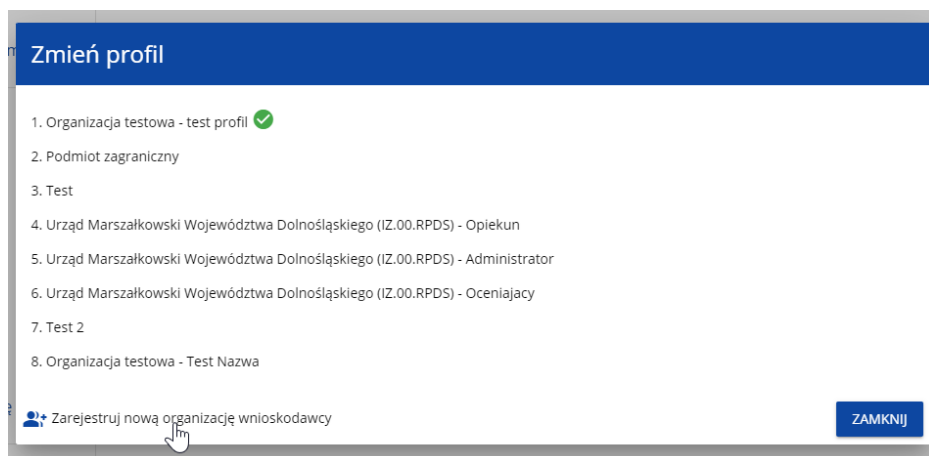 Zmień profil
1. Organizacja testowa - test profil
2. Podmiot zagraniczny
3. Test
4. Urząd Marszałkowski Województwa Dolnośląskiego (IZ.00.RPDS) - Opiekun
5. Urząd Marszałkowski Województwa Dolnośląskiego (IZ.00.RPDS) - Administrator
6. Urząd Marszałkowski Województwa Dolnośląskiego (IZ.00.RPDS) - Oceniajacy
7. Test 2
8. Organizacja testowa - Test Nazwa
Zarejestruj nową organizację wnioskodawcy
ZAMKNIJ